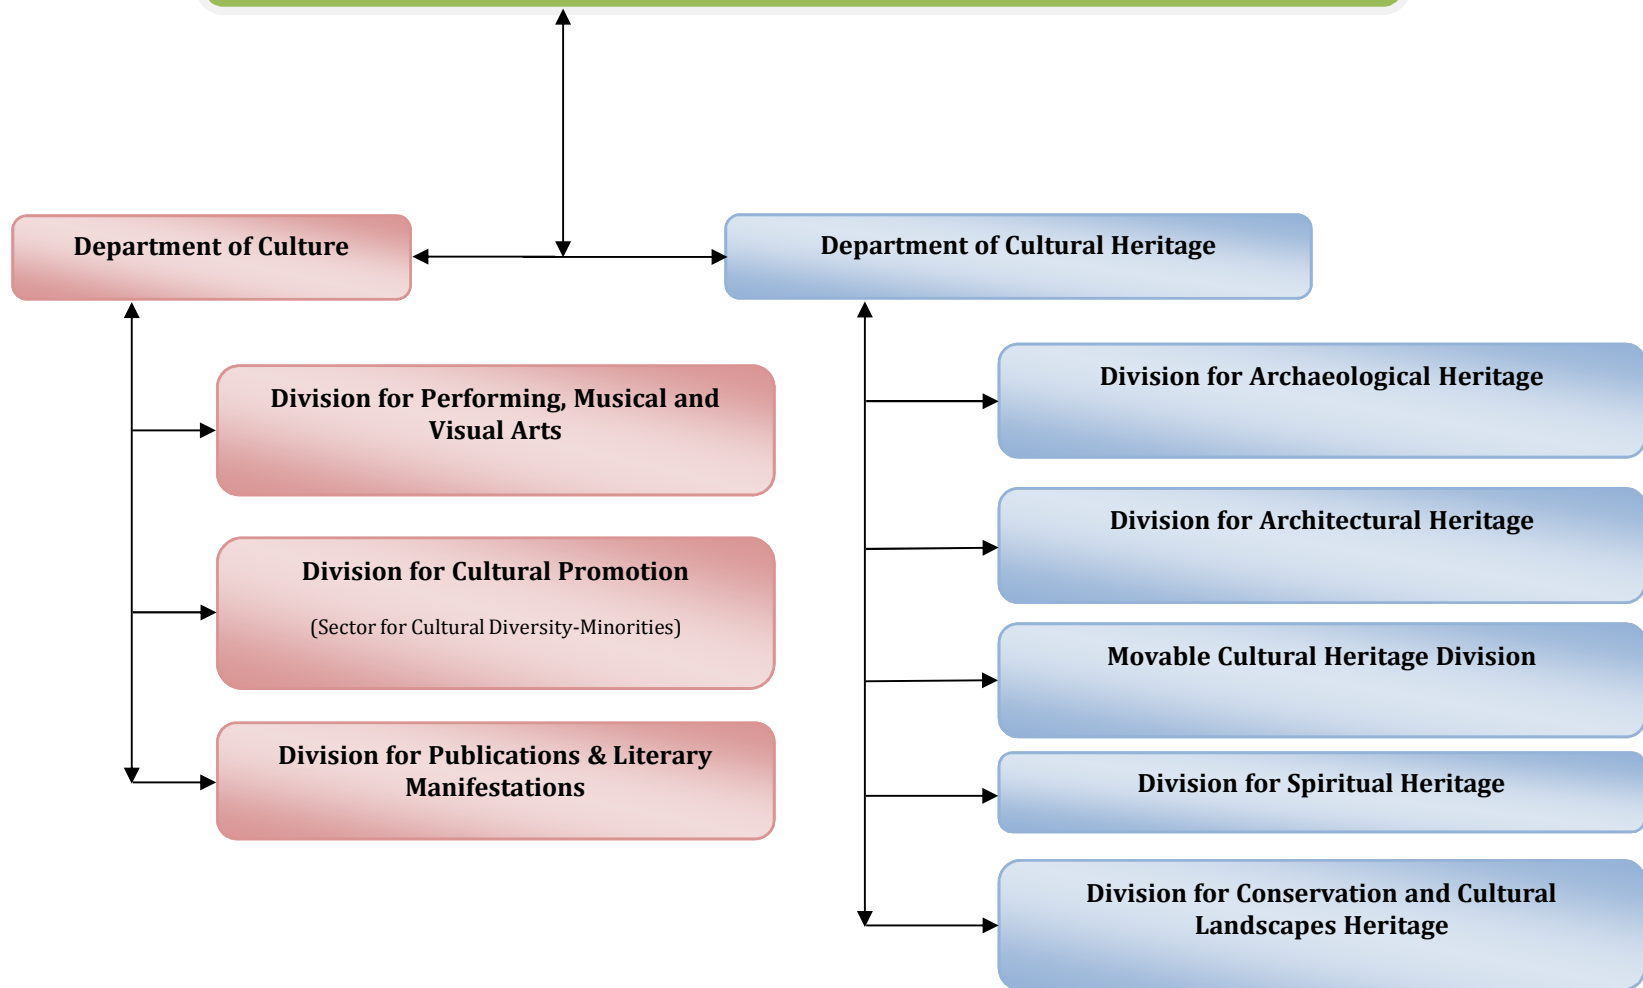 Department of Culture
Department of Cultural Heritage
Division for Performing, Musical and
Visual Arts
Division for Cultural Promotion
(Sector for Cultural Diversity-Minorities)
Division for Publications & Literary
Manifestations
Division for Archaeological Heritage
Division for Architectural Heritage
Movable Cultural Heritage Division
Division for Spiritual Heritage
Division for Conservation and Cultural
Landscapes Heritage